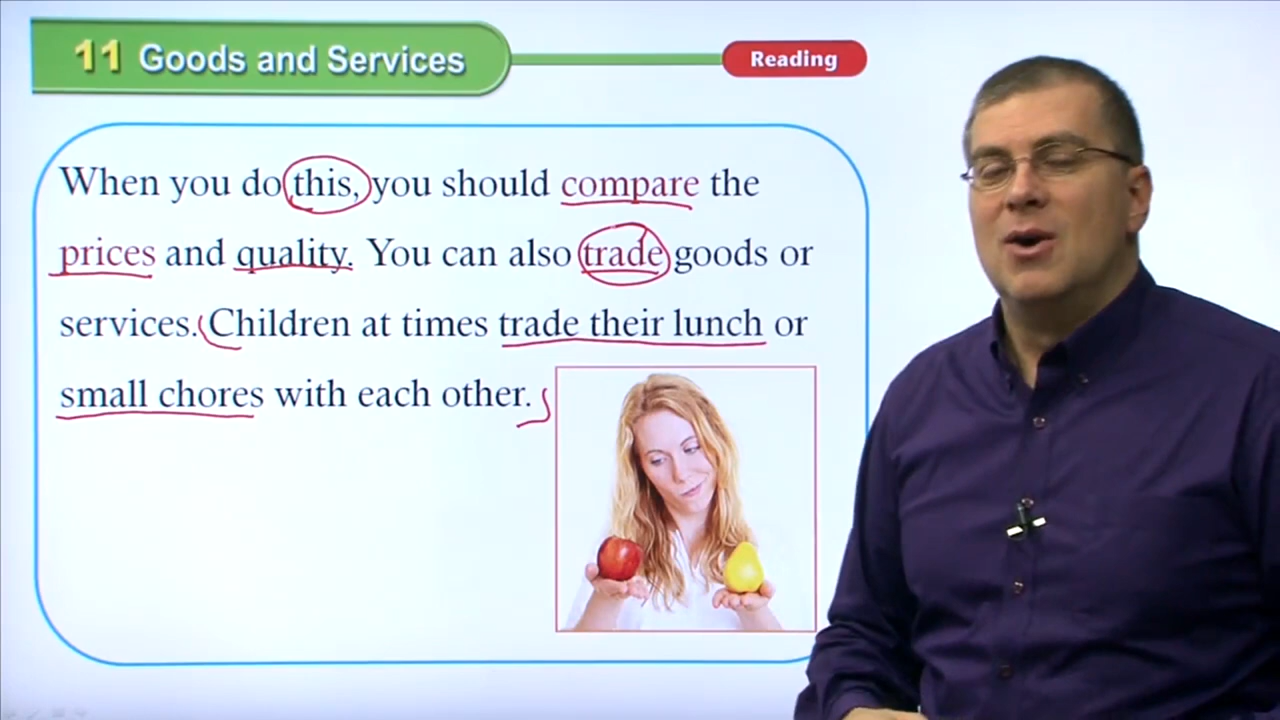 11 Goods and Services
Reading
When you do this, you should compare the
prices and quality. You can also trade goods or
services. Children at times trade their lunch or
small chores with each other.